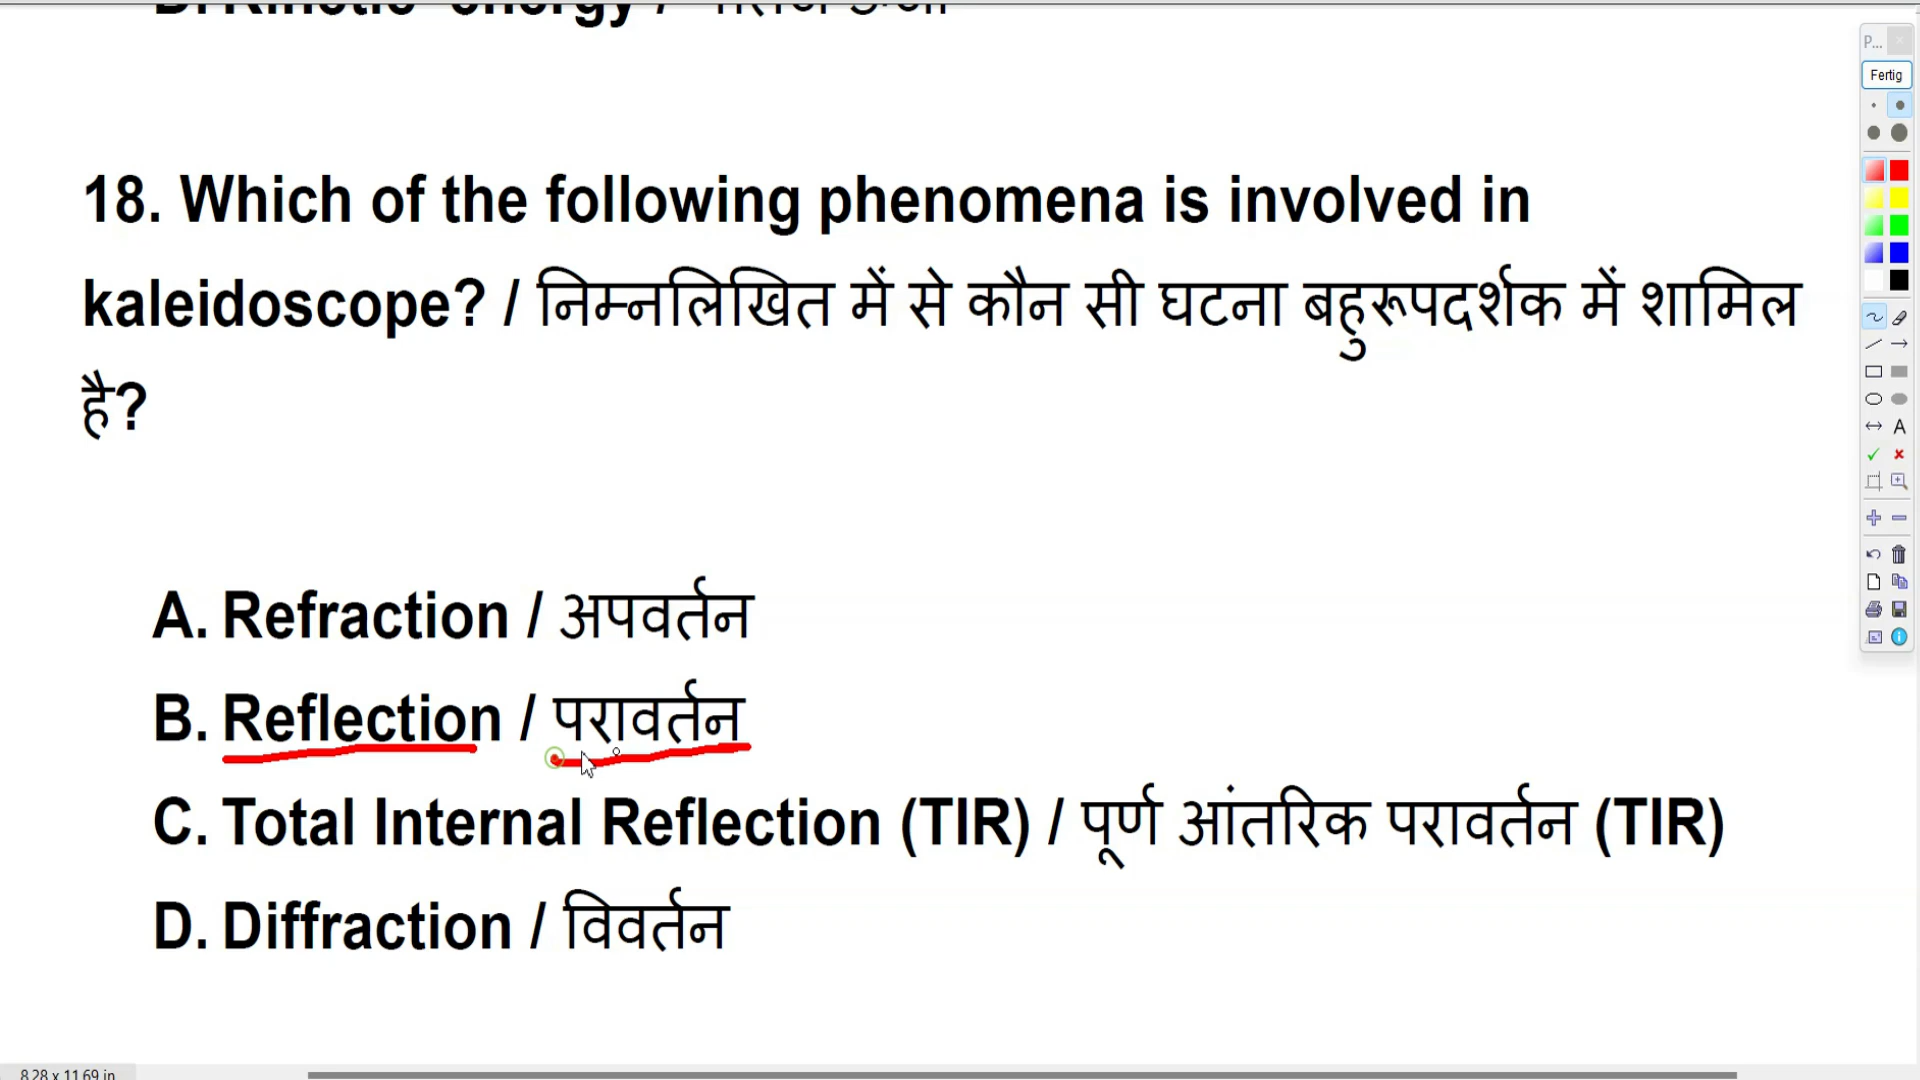 energy /
18. Which of the following phenomena is involved in
kaleidoscope? / निम्नलिखित में से कौन सी घटना बहुरूपदर्शक में शामिल
है?
A. Refraction / अपवर्तन
B. Reflection / परावर्तन
C. Total Internal Reflection (TIR) / पूर्ण आंतरिक परावर्तन (TIR)
D. Diffraction / विवर्तन
P...
Fertig
A
8.28 x 11.69 in